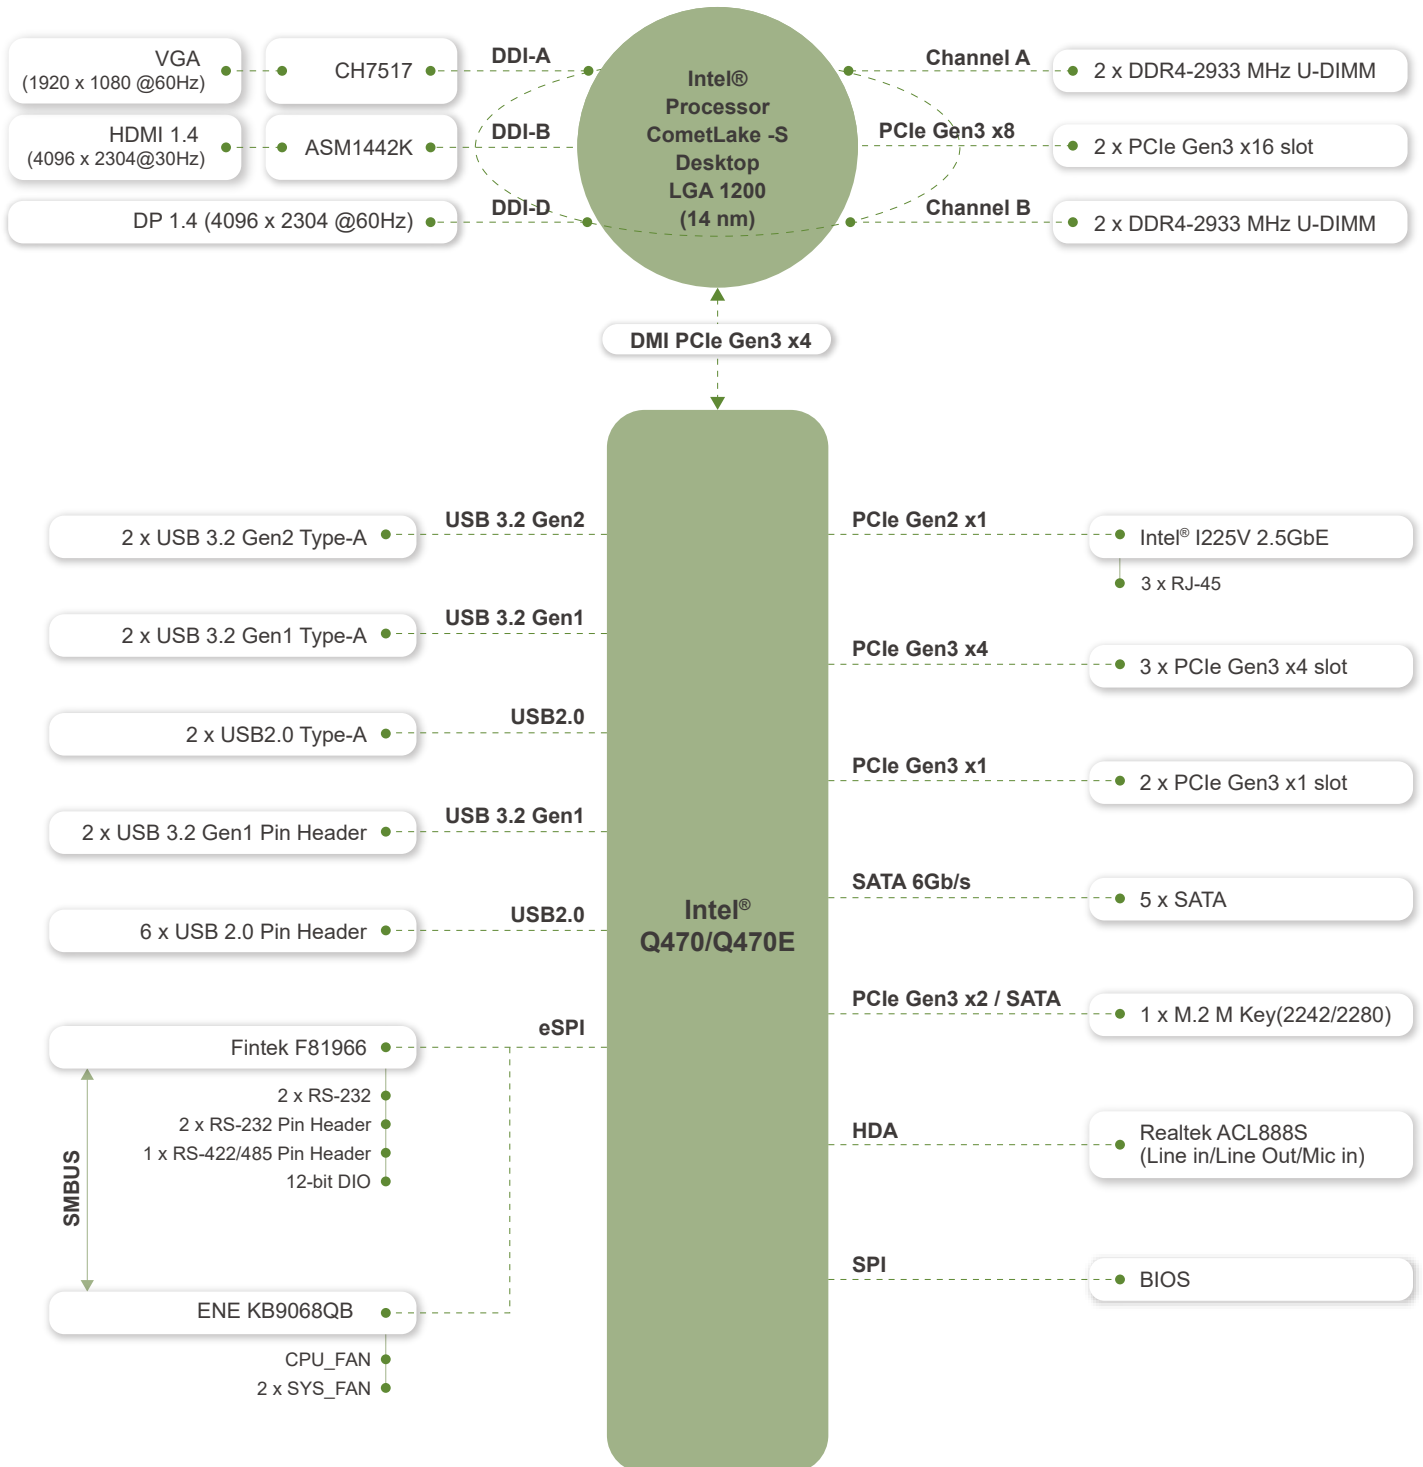 VGA
(1920 x 1080 @60Hz)
CH7517
DDI-A
HDMI 1.4
(4096 x 2304@30Hz)
ASM1442K
DDI-B
DP 1.4 (4096 x 2304 @60Hz)
DDI-D
Intel®
Processor
CometLake -S
Desktop
LGA 1200
(14 nm)
Channel A
2 x DDR4-2933 MHz U-DIMM
PCIe Gen3 x8
2 x PCIe Gen3 x16 slot
Channel B
2 x DDR4-2933 MHz U-DIMM
DMI PCIe Gen3 x4
2 x USB 3.2 Gen2 Type-A
USB 3.2 Gen2
2 x USB 3.2 Gen1 Type-A
USB 3.2 Gen1
2 x USB2.0 Type-A
USB2.0
2 x USB 3.2 Gen1 Pin Header
USB 3.2 Gen1
6 x USB 2.0 Pin Header
USB2.0
Fintek F81966
eSPI
2 x RS-232
2 x RS-232 Pin Header
1 x RS-422/485 Pin Header
12-bit DIO
SMBUS
ENE KB9068QB
CPU_FAN
2 x SYS_FAN
Intel®
Q470/Q470E
PCIe Gen2 x1
Intel® I225V 2.5GbE
3 x RJ-45
PCIe Gen3 x4
3 x PCIe Gen3 x4 slot
PCIe Gen3 x1
2 x PCIe Gen3 x1 slot
SATA 6Gb/s
5 x SATA
PCIe Gen3 x2 / SATA
1 x M.2 M Key(2242/2280)
HDA
Realtek ACL888S
(Line in/Line Out/Mic in)
SPI
BIOS